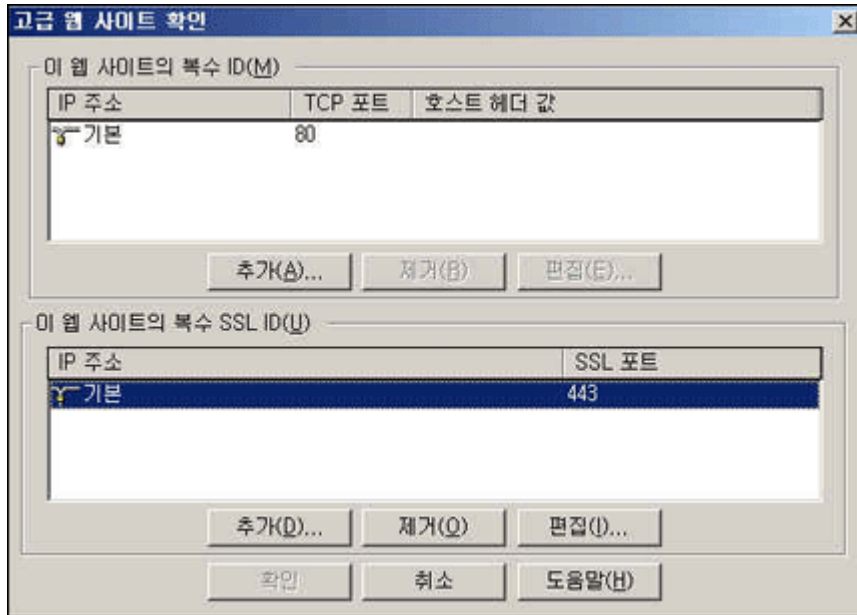 고급 웹 사이트 확인
이 웹 사이트의 복수 ID(M)
IP 주소 TCP 포트 호스트 헤더 값
기본 80
추가(A)... 제거(R) 편집(E)...
이 웹 사이트의 복수 SSL ID(U)
IP 주소 SSL 포트
기본 443
추가(D)... 제거(O) 편집(I)...
확인 취소 도움말(H)